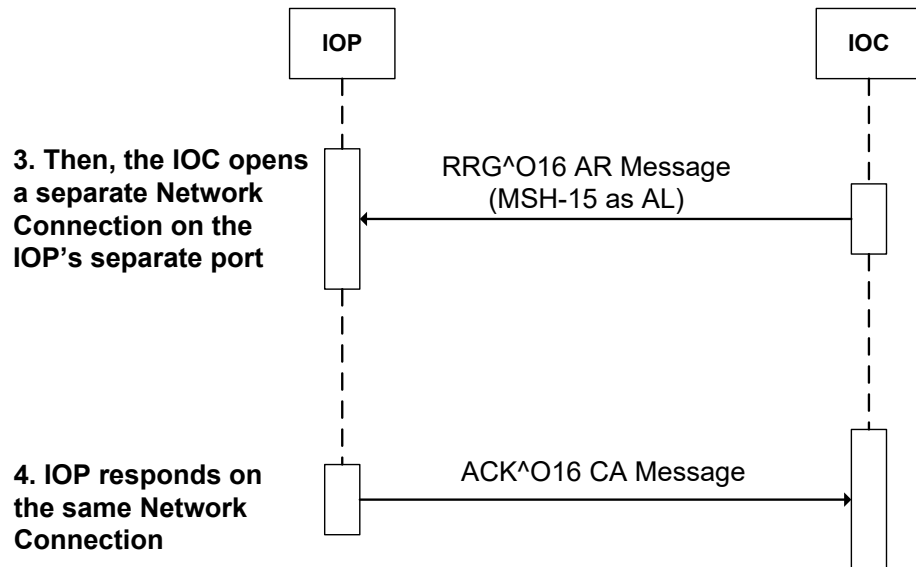 IOP
IOC
3. Then, the IOC opens
a separate Network
Connection on the
IOP’s separate port
RRG^O16 AR Message
(MSH-15 as AL)
4. IOP responds on
the same Network
Connection
ACK^O16 CA Message